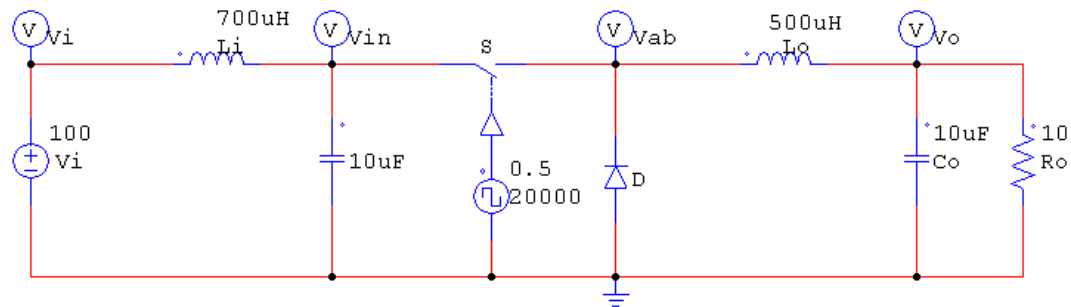 700uH
Li
500uH
Lo
V Vi
V Vin
S
V Vab
V Vo
100
Vi
10uF
0.5
20000
D
10uF
Co
10
Ro